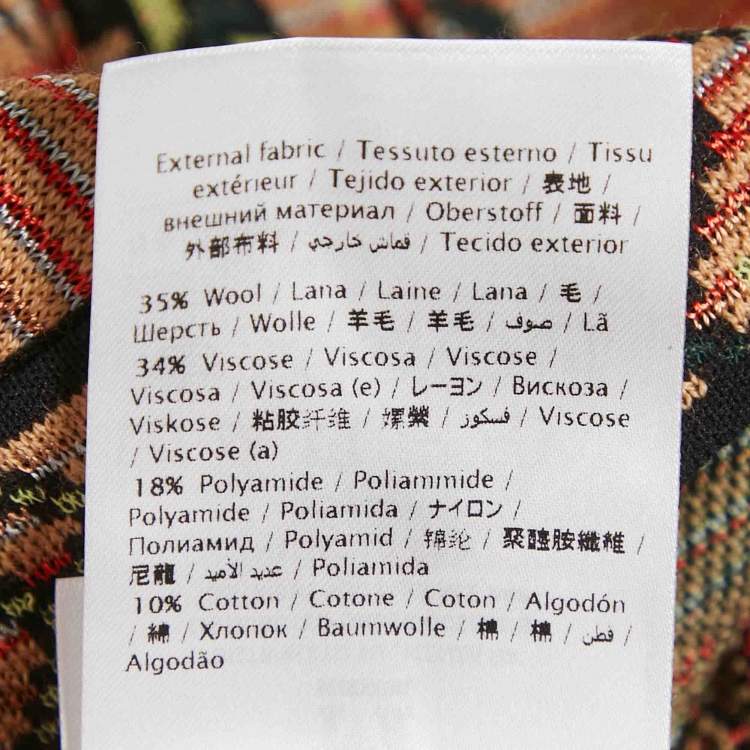 External fabric / Tessuto esterno / Tissu
extérieur / Tejido exterior / 表地 /
внешний материал / Oberstoff / 面料 /
外部布料 / قماش خارجي / Tecido exterior
35% Wool / Lana / Laine / Lana / 毛 /
Шерсть / Wolle / 羊毛 / 羊毛 / صوف / Lã
34% Viscose / Viscosa / Viscose /
Viscosa / Viscosa (e) / レーヨン / Вискоза /
Viskose / 粘胶纤维 / 嫘縈 / فسكوز / Viscose
/ Viscose (a)
18% Polyamide / Poliammide /
Polyamide / Poliamida / ナイロン /
Полиамид / Polyamid / 锦纶 / 聚醯胺纖維 /
尼龍 / عديد الأميد / Poliamida
10% Cotton / Cotone / Coton / Algodón
/ 綿 / Хлопок / Baumwolle / 棉 / 棉 / قطن /
Algodão